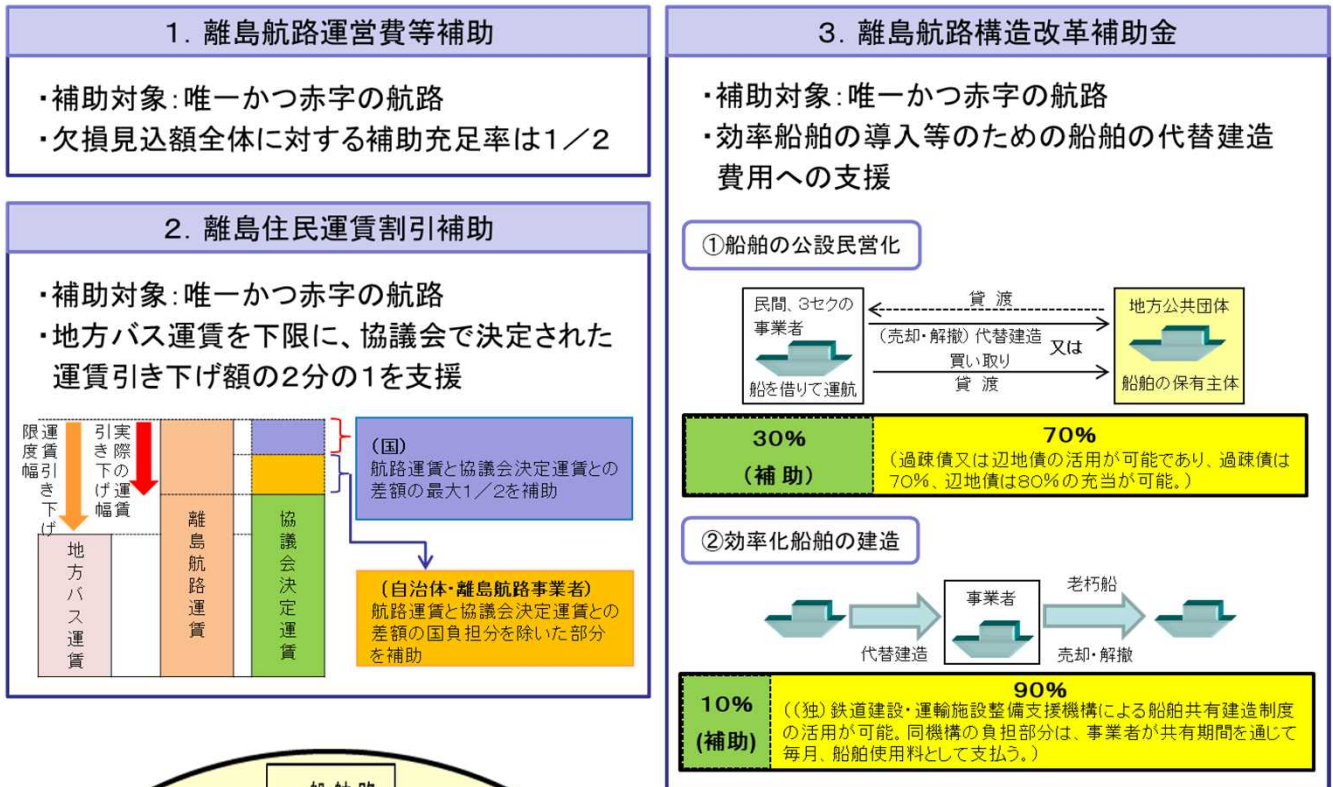 1．離島航路運営費等補助
・補助対象：唯一かつ赤字の航路
・欠損見込額全体に対する補助充足率は1／2
2．離島住民運賃割引補助
・補助対象：唯一かつ赤字の航路
・地方バス運賃を下限に、協議会で決定された
運賃引き下げ額の2分の1を支援
運賃引き下げ
限度幅
実際の運賃
引き下げ幅
地方バス運賃
離島航路運賃
協議会決定運賃
（国）
航路運賃と協議会決定運賃との
差額の最大1／2を補助
（自治体・離島航路事業者）
航路運賃と協議会決定運賃との
差額の国負担分を除いた部分
を補助
3．離島航路構造改革補助金
・補助対象：唯一かつ赤字の航路
・効率船舶の導入等のための船舶の代替建造
費用への支援
①船舶の公設民営化
民間、3セクの
事業者
船を借りて運航
貸 渡
（売却・解撤）代替建造
又は
買い取り
貸 渡
地方公共団体
船舶の保有主体
30%
（補 助）
70%
（過疎債又は辺地債の活用が可能であり、過疎債は
70%、辺地債は80%の充当が可能。）
②効率化船舶の建造
代替建造
事業者
老朽船
売却・解撤
10%
(補助)
90%
（（独）鉄道建設・運輸施設整備支援機構による船舶共有建造制度
の活用が可能。同機構の負担部分は、事業者が共有期間を通じて
毎月、船舶使用料として支払う。）